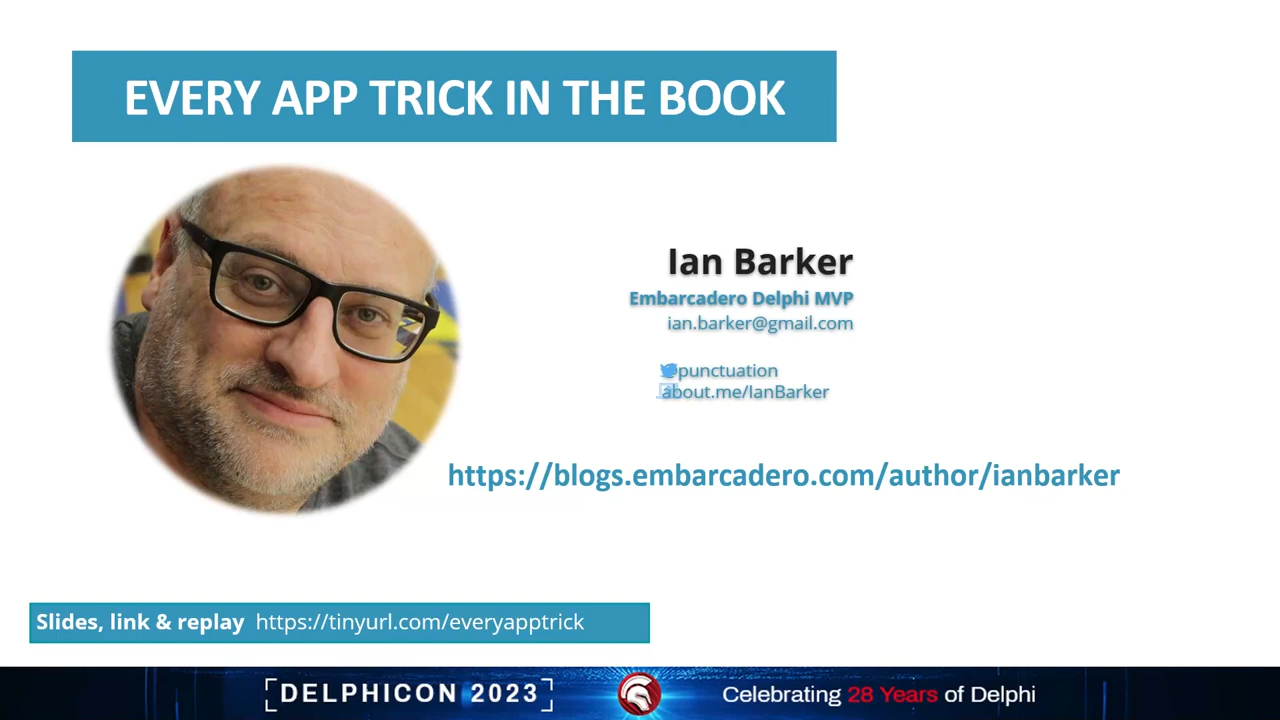 EVERY APP TRICK IN THE BOOK
Ian Barker
Embarcadero Delphi MVP
ian.barker@gmail.com
punctuation
about.me/IanBarker
https://blogs.embarcadero.com/author/ianbarker
Slides, link & replay https://tinyurl.com/everyapptrick
[DELPHICON 2023]
Celebrating 28 Years of Delphi